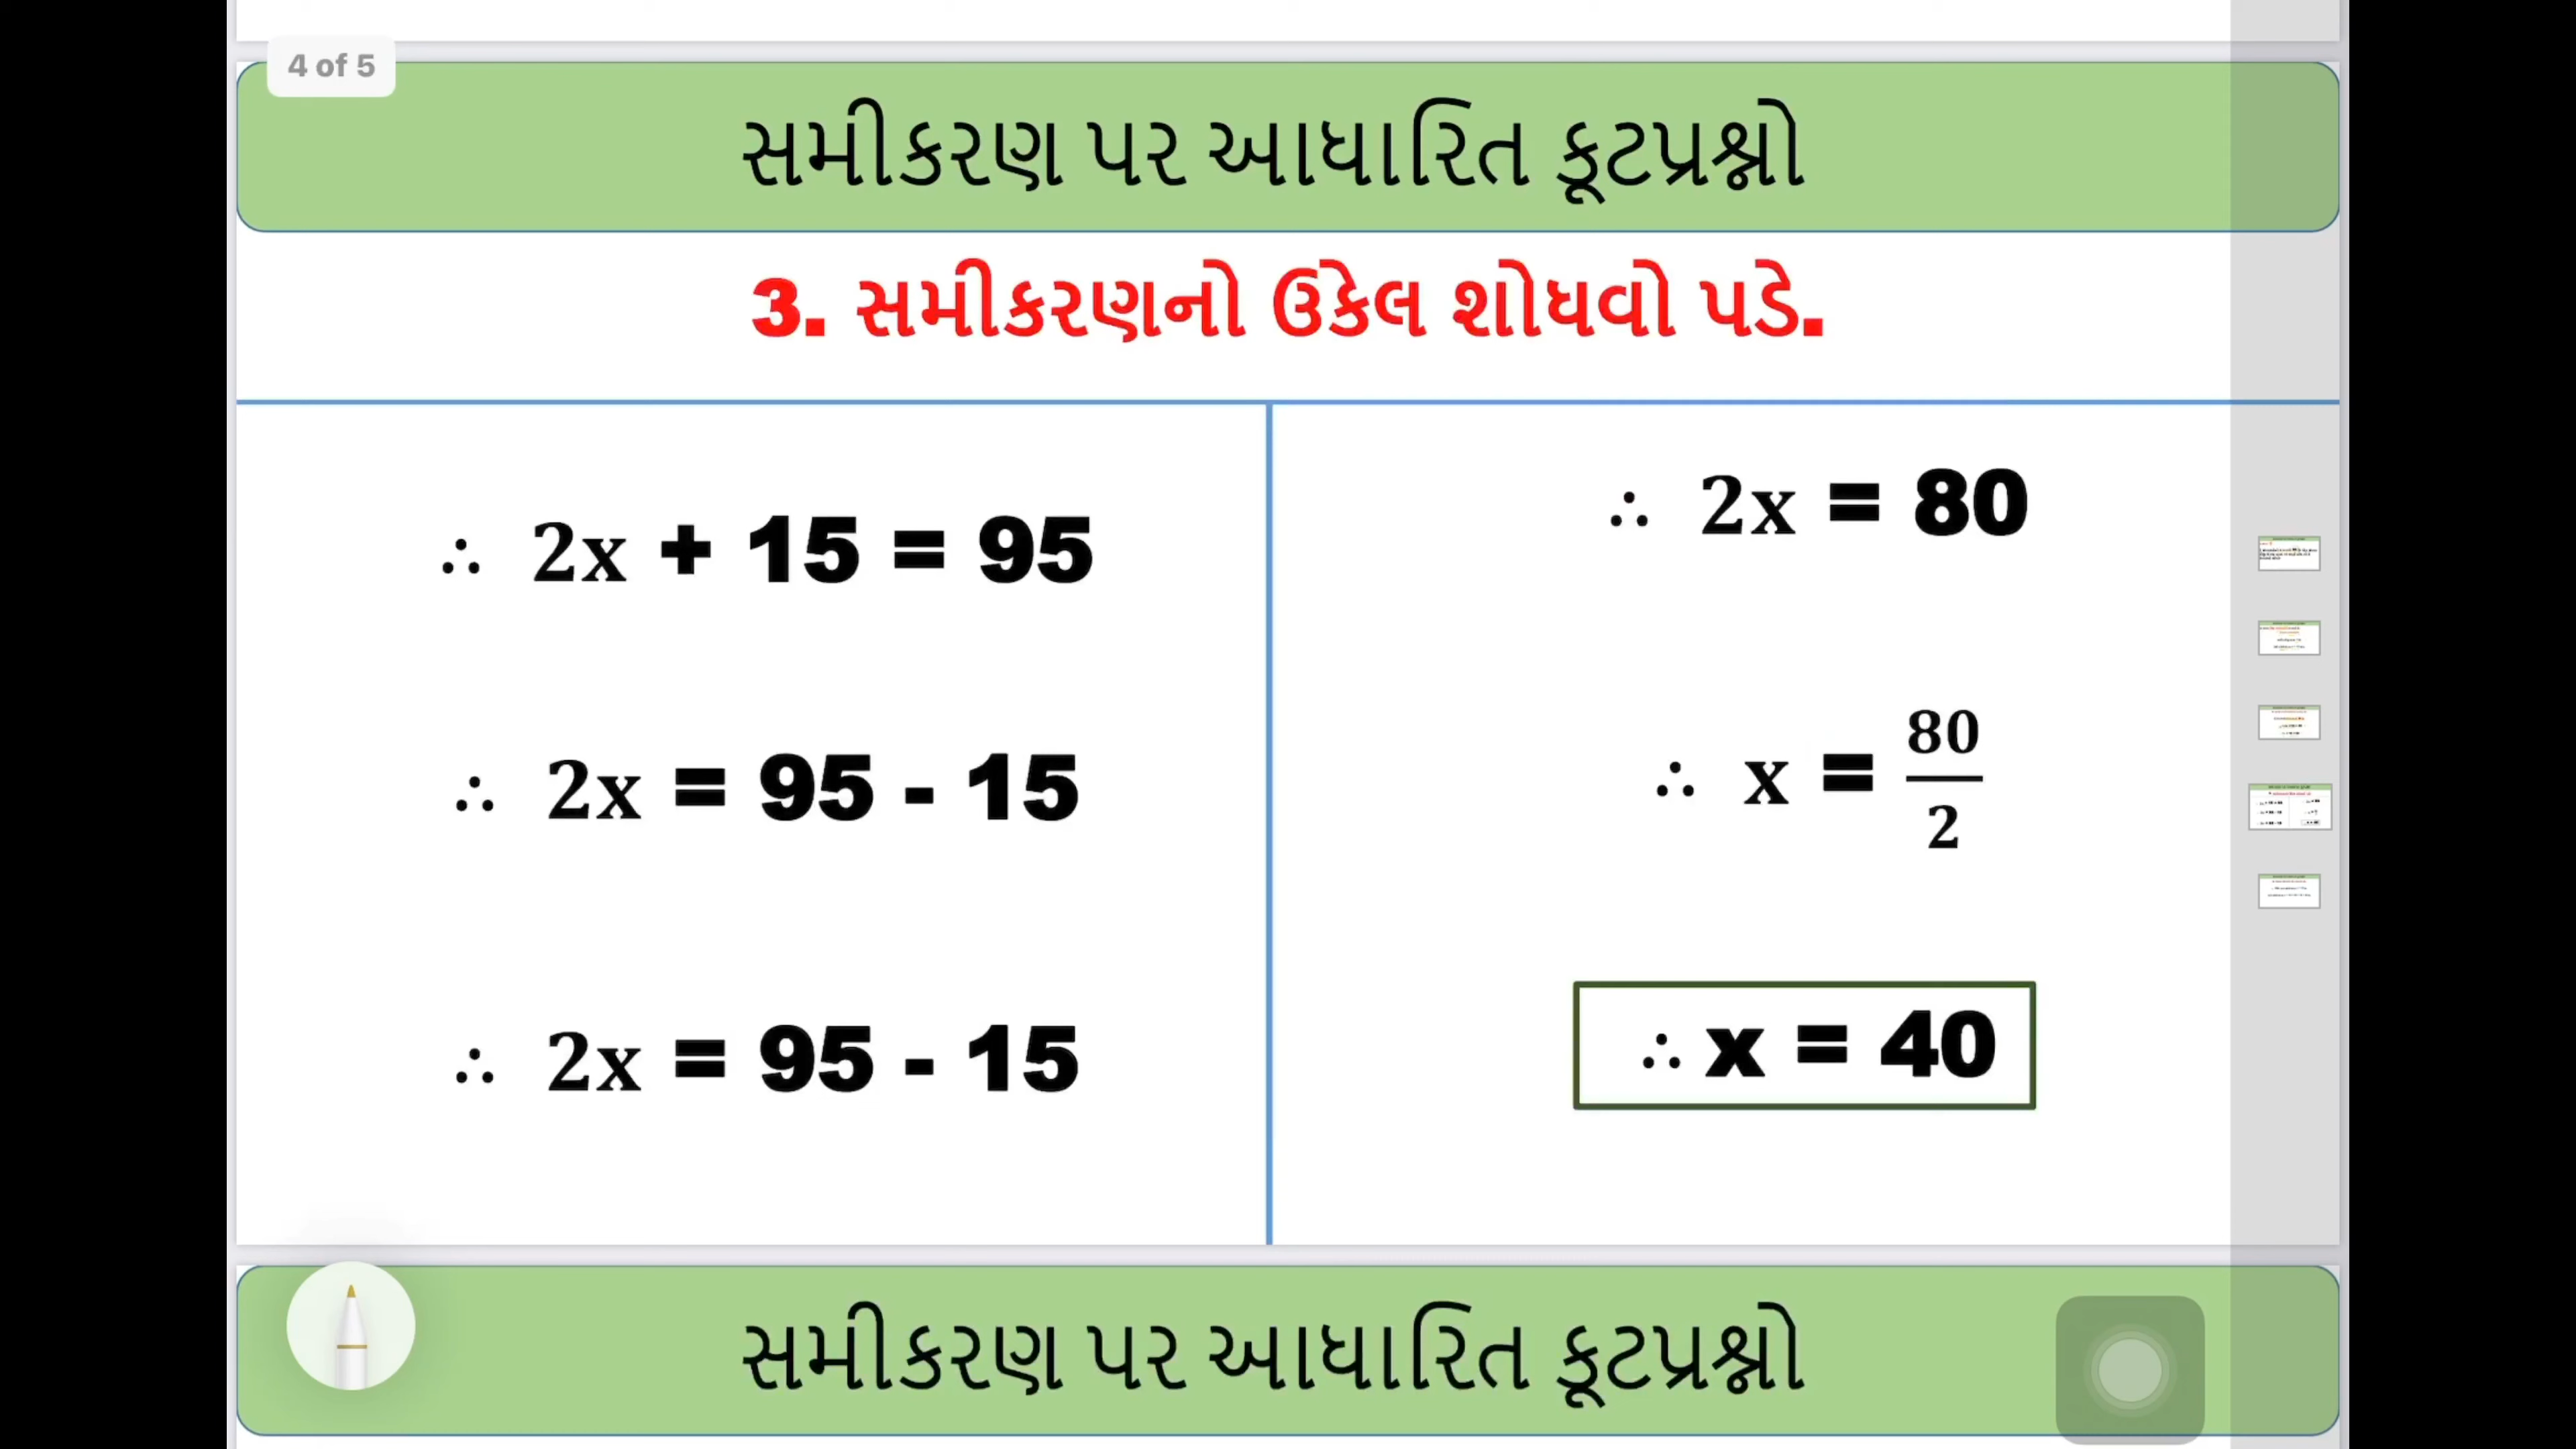 4 of 5
સમીકરણ પર આધારિત કૂટપ્રશ્નો
3. સમીકરણનો ઉકેલ શોધવો પડે.
∴ 2x + 15 = 95
∴ 2x = 95 - 15
∴ 2x = 95 - 15
∴ 2x = 80
∴ x = 80/2
∴ x = 40
સમીકરણ પર આધારિત કૂટપ્રશ્નો